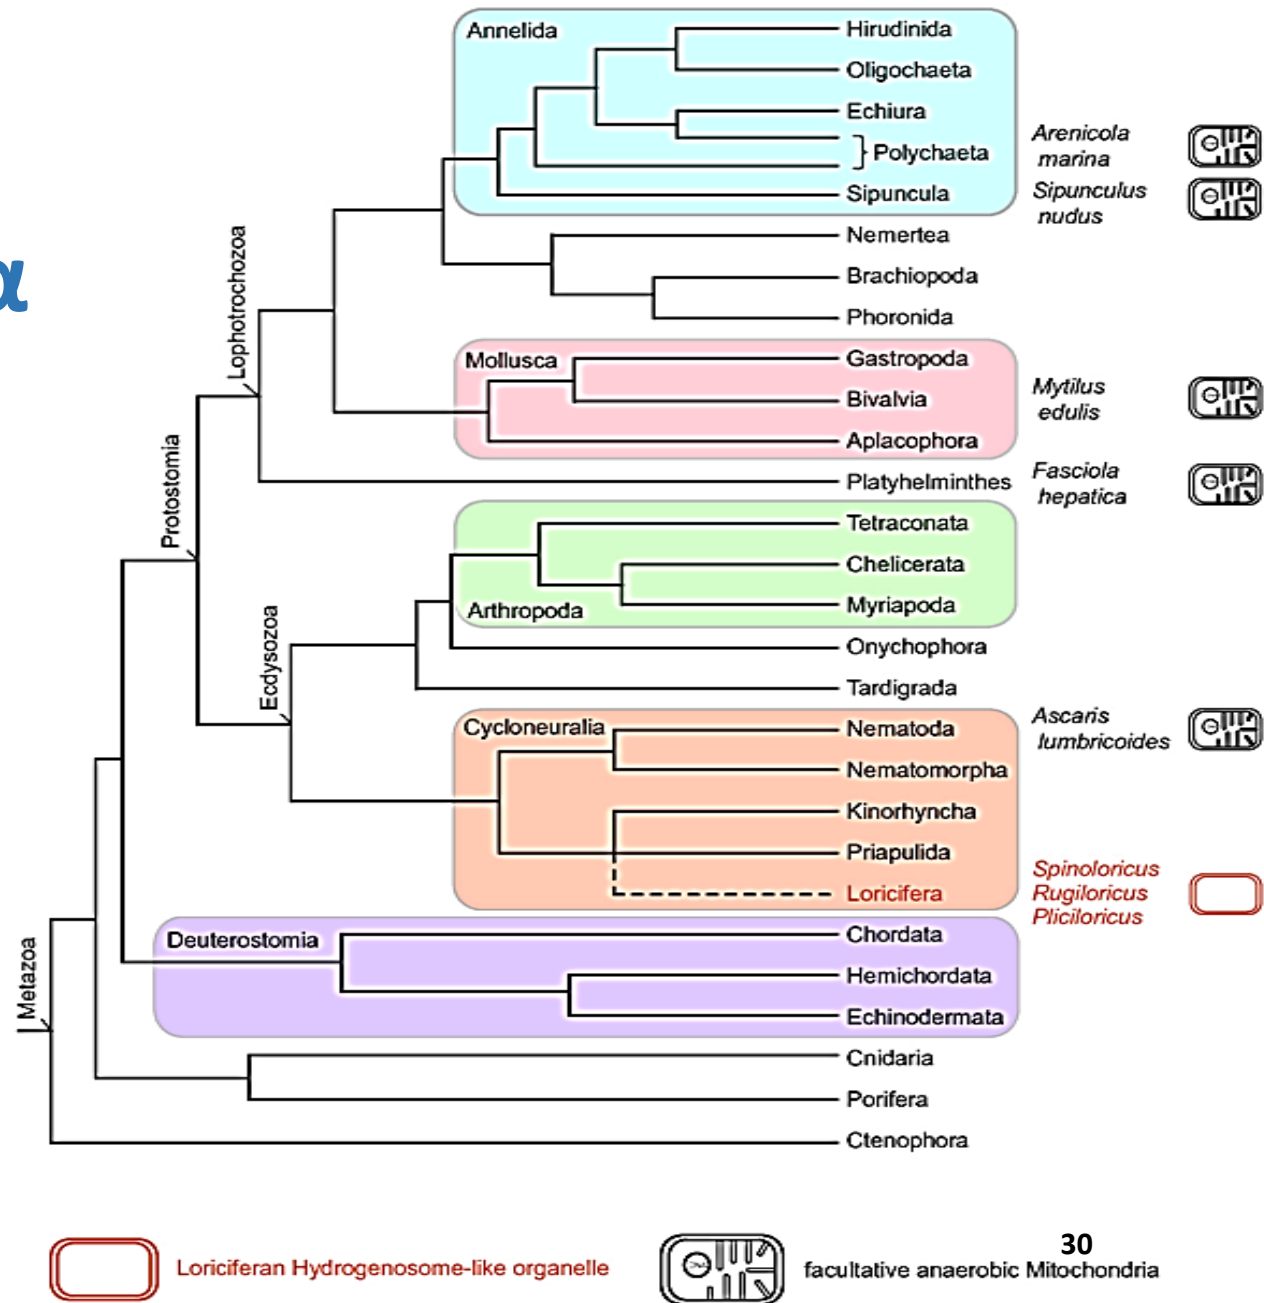 α
Annelida
Hirudinida
Oligochaeta
Echiura
Polychaeta
Sipuncula
Arenicola
marina
Sipunculus
nudus
Nemertea
Brachiopoda
Phoronida
Lophotrochozoa
Mollusca
Gastropoda
Bivalvia
Aplacophora
Mytilus
edulis
Platyhelminthes
Fasciola
hepatica
Protostomia
Tetraconata
Chelicerata
Myriapoda
Arthropoda
Onychophora
Tardigrada
Ecdysozoa
Cycloneuralia
Nematoda
Nematomorpha
Kinorhyncha
Priapulida
Loricifera
Ascaris
lumbricoides
Spinoloricus
Rugiloricus
Pliciloricus
Deuterostomia
Chordata
Hemichordata
Echinodermata
Metazoa
Cnidaria
Porifera
Ctenophora
30
Loriciferan Hydrogenosome-like organelle
facultative anaerobic Mitochondria